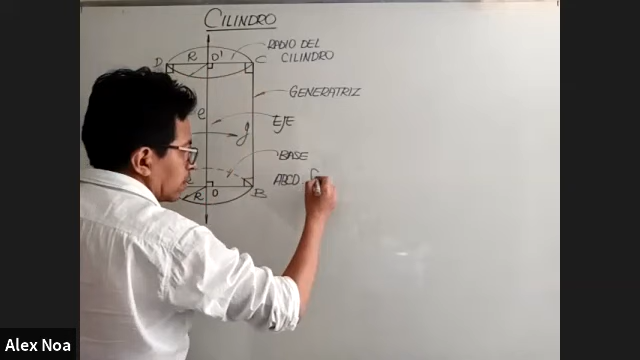 CILINDRO
RADIO DEL
CILINDRO
D R O' C
GENERATRIZ
e
EJE
g
BASE
ABCD
R O B
Alex Noa